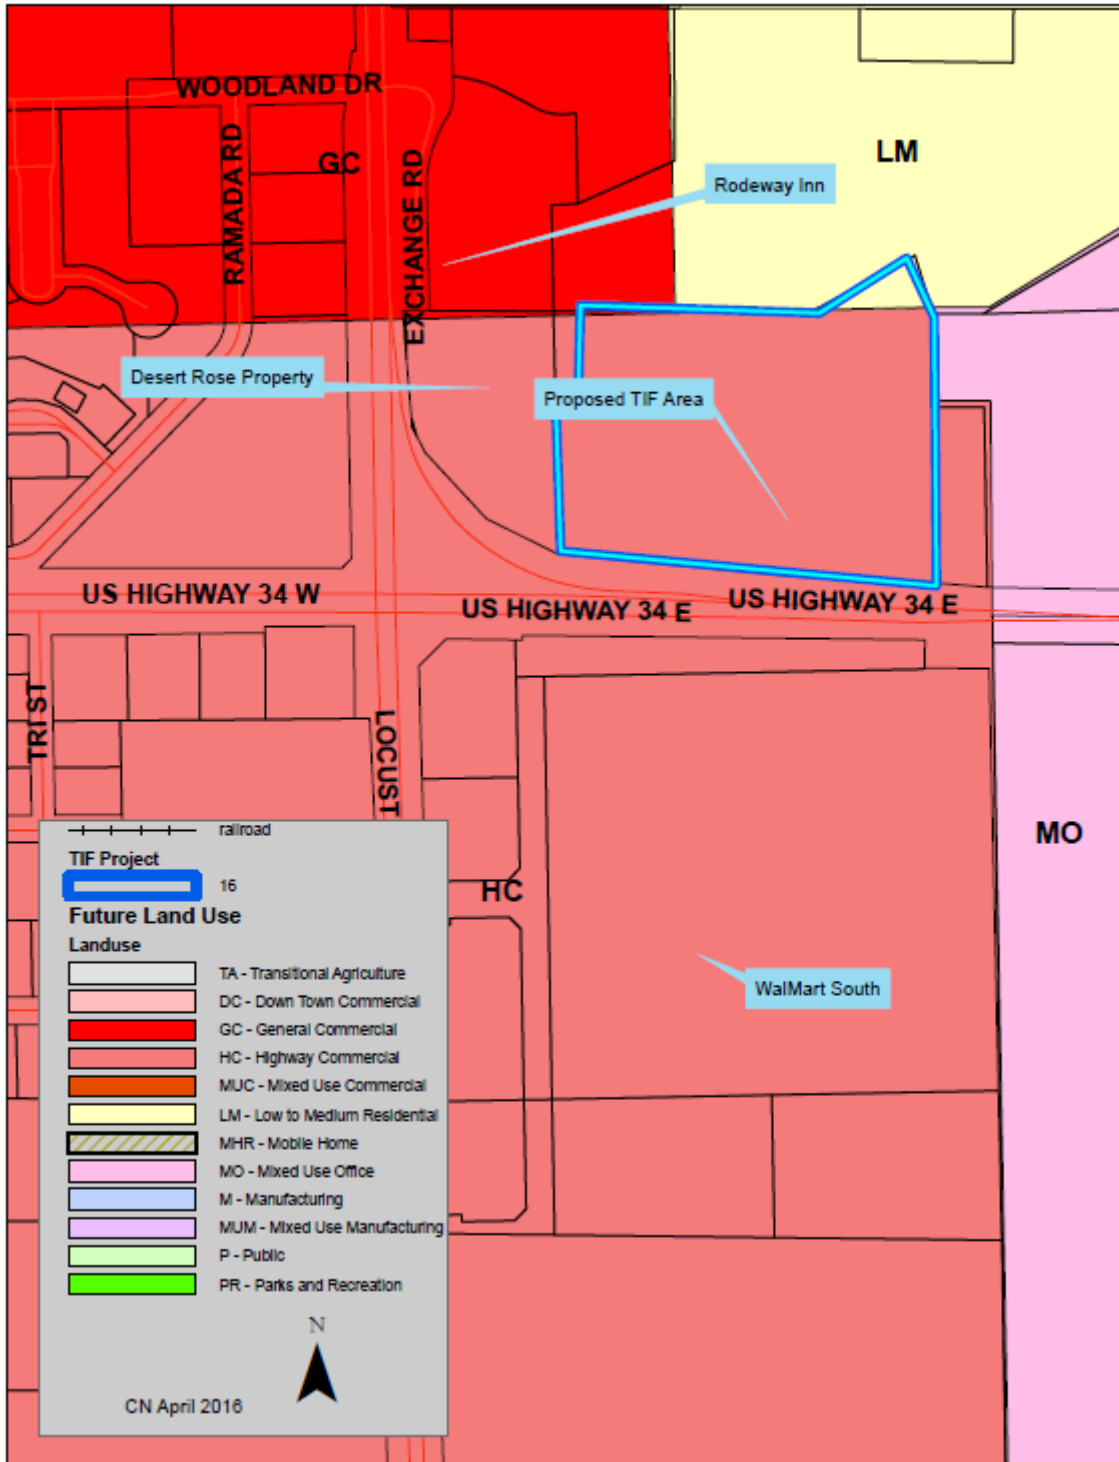 WOODLAND DR
RAMADA RD
GC
EXCHANGE RD
LM
Rodeway Inn
Desert Rose Property
Proposed TIF Area
US HIGHWAY 34 W
US HIGHWAY 34 E
US HIGHWAY 34 E
TRI ST
LOCUST
MO
HC
WalMart South
railroad
TIF Project
16
Future Land Use
Landuse
TA - Transitional Agriculture
DC - Down Town Commercial
GC - General Commercial
HC - Highway Commercial
MUC - Mixed Use Commercial
LM - Low to Medium Residential
MHR - Mobile Home
MO - Mixed Use Office
M - Manufacturing
MUM - Mixed Use Manufacturing
P - Public
PR - Parks and Recreation
N
CN April 2016